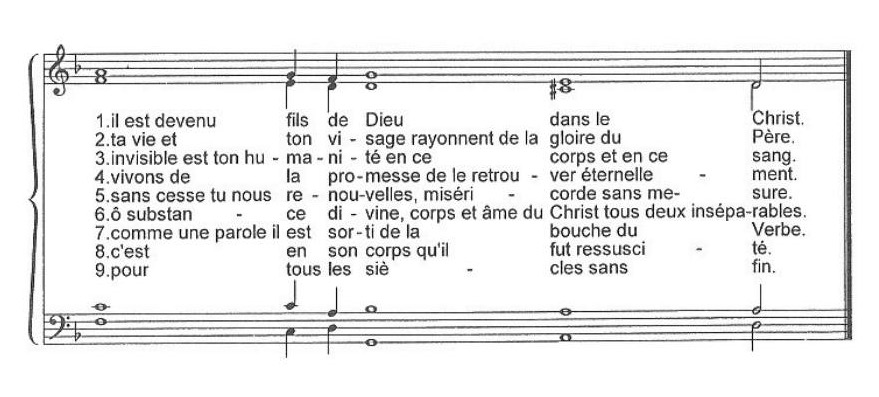 1.il est devenu fils de Dieu dans le Christ.
2.ta vie et ton vi - sage rayonnent de la gloire du Père.
3.invisible est ton hu - ma - ni - té en ce corps et en ce sang.
4.vivons de la pro-messe de le retrou - ver éternelle - ment.
5.sans cesse tu nous re - nou-velles, miséri - corde sans me- sure.
6.ô substan - ce di - vine, corps et âme du Christ tous deux insépa-rables.
7.comme une parole il est sor-ti de la bouche du Verbe.
8.c'est en son corps qu'il fut ressusci - té.
9.pour tous les siè - cles sans fin.